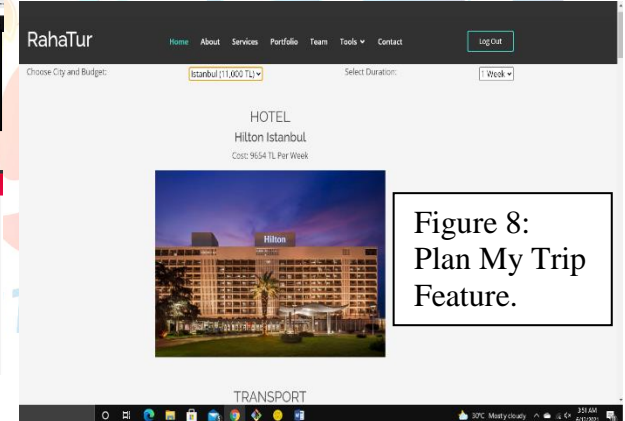 RahaTur
Home About Services Portfolio Team Tools Contact
Log Out
Choose City and Budget:
Istanbul (11,000 TL)
Select Duration:
1 Week
HOTEL
Hilton Istanbul
Cost: 9654 TL Per Week
Hilton
Figure 8:
Plan My Trip
Feature.
TRANSPORT
30°C Mostly cloudy
3:51 AM